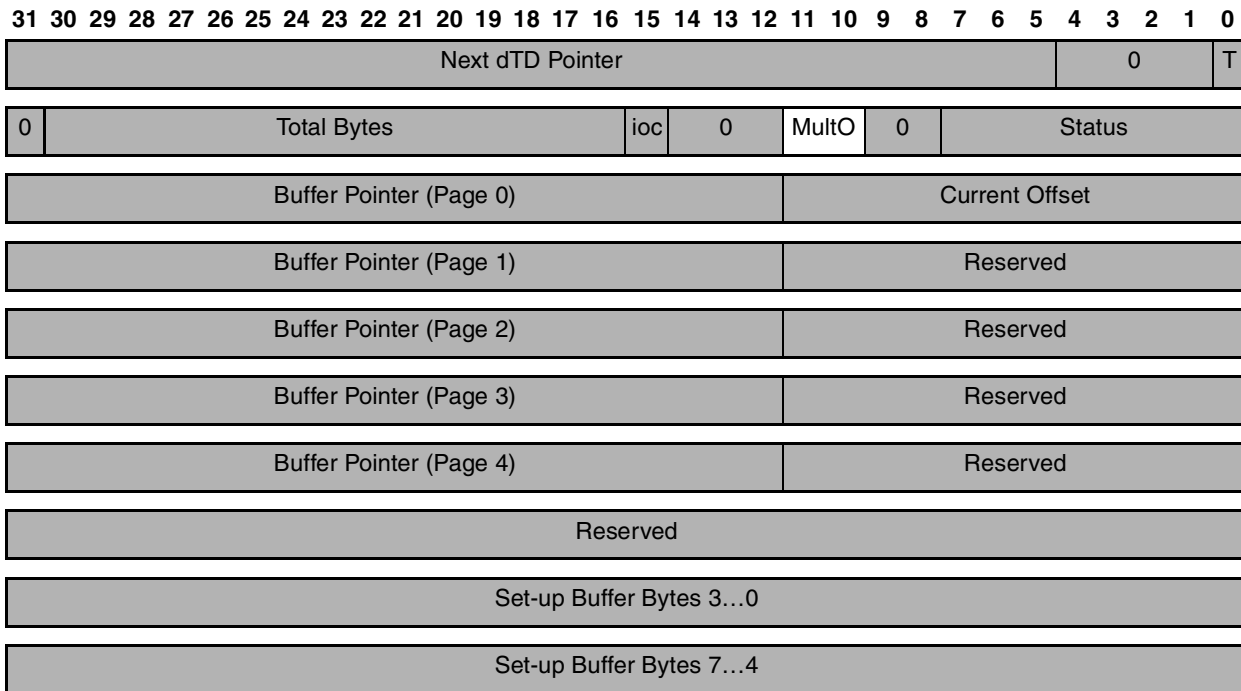 31 30 29 28 27 26 25 24 23 22 21 20 19 18 17 16 15 14 13 12 11 10 9 8 7 6 5 4 3 2 1 0
Next dTD Pointer 0 T
0 Total Bytes ioc 0 MultO 0 Status
Buffer Pointer (Page 0) Current Offset
Buffer Pointer (Page 1) Reserved
Buffer Pointer (Page 2) Reserved
Buffer Pointer (Page 3) Reserved
Buffer Pointer (Page 4) Reserved
Reserved
Set-up Buffer Bytes 3…0
Set-up Buffer Bytes 7…4